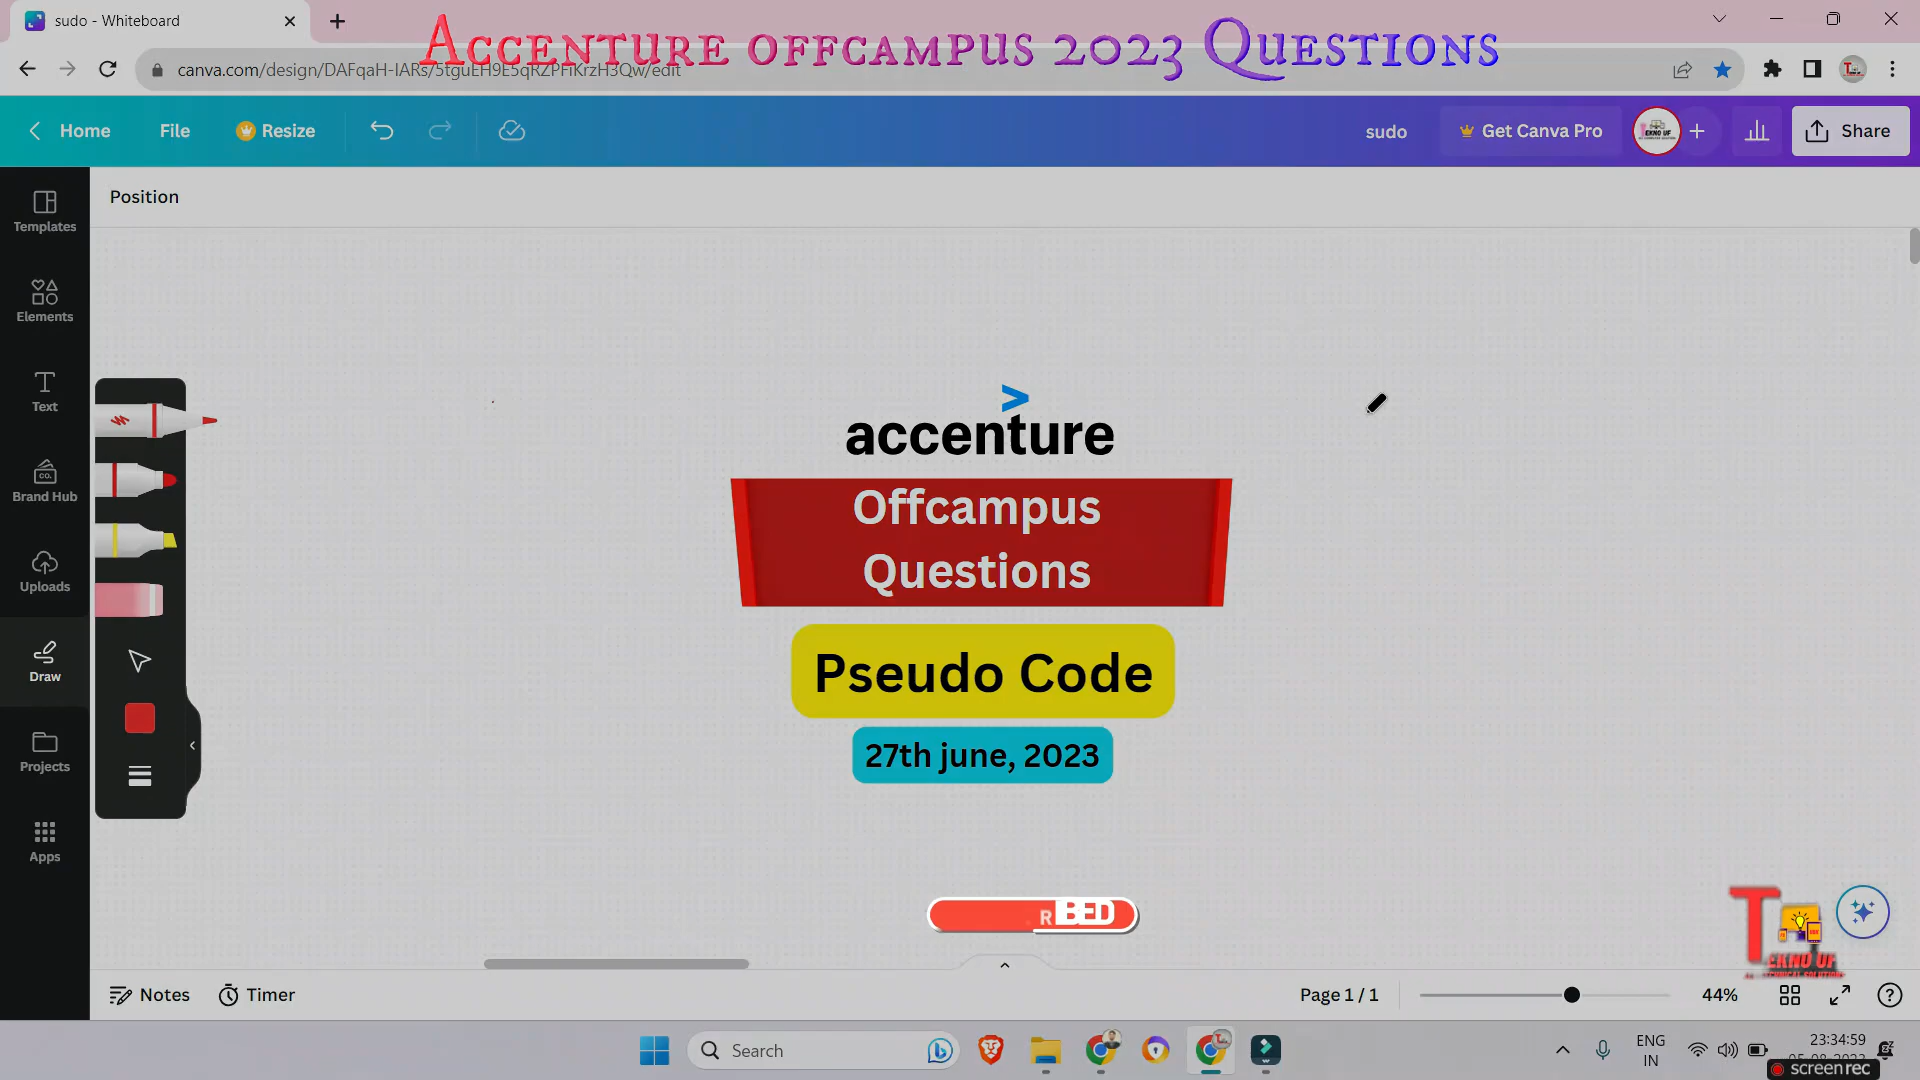 sudo - Whiteboard
Accenture offcampus 2023 Questions
canva.com/design/DAFqaH-IARs/5tguEH9E5qRZPFiKrzH3Qw/edit
Home
File
Resize
sudo
Get Canva Pro
Share
Position
Templates
Elements
Text
Brand Hub
Uploads
Draw
Projects
Apps
>
accenture
Offcampus
Questions
Pseudo Code
27th june, 2023
BED
Notes
Timer
Page 1 / 1
44%
Search
ENG
IN
23:34:59
screenrec